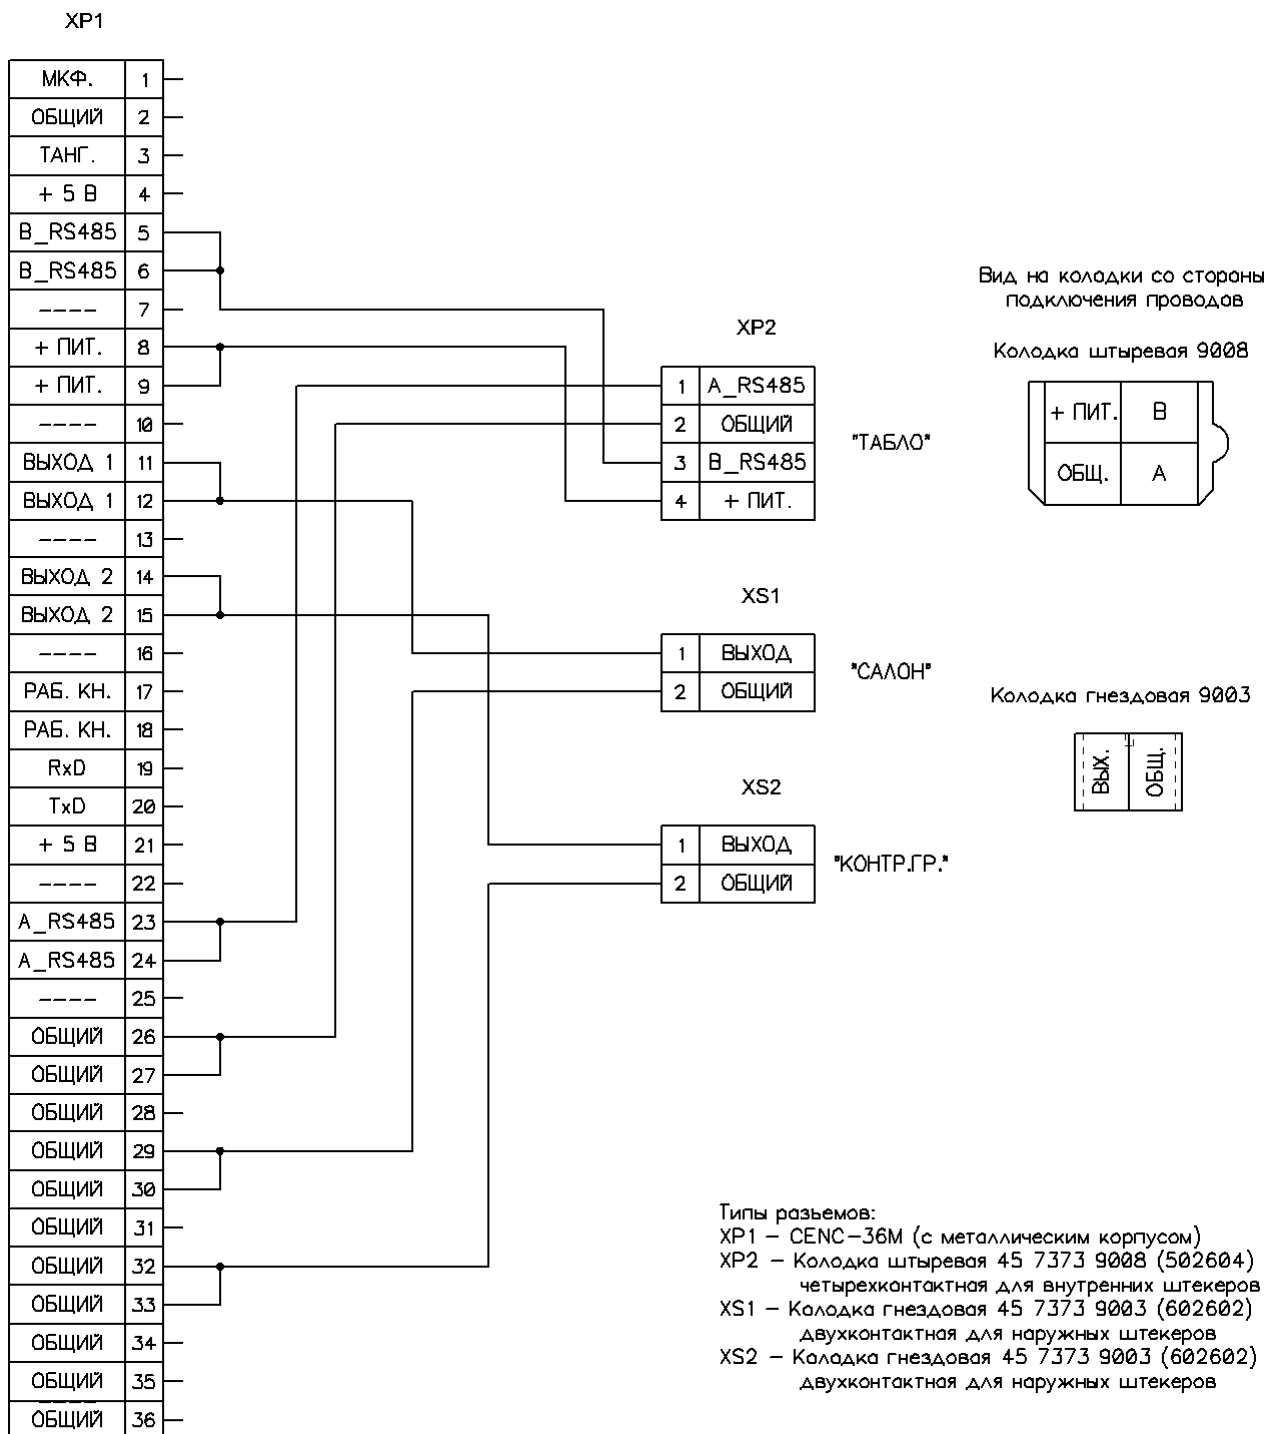 XP1
МКФ. 1
ОБЩИЙ 2
ТАНГ. 3
+ 5 В 4
B_RS485 5
B_RS485 6
---- 7
+ ПИТ. 8
+ ПИТ. 9
---- 10
ВЫХОД 1 11
ВЫХОД 1 12
---- 13
ВЫХОД 2 14
ВЫХОД 2 15
---- 16
РАБ. КН. 17
РАБ. КН. 18
RxD 19
TxD 20
+ 5 В 21
---- 22
A_RS485 23
A_RS485 24
---- 25
ОБЩИЙ 26
ОБЩИЙ 27
ОБЩИЙ 28
ОБЩИЙ 29
ОБЩИЙ 30
ОБЩИЙ 31
ОБЩИЙ 32
ОБЩИЙ 33
ОБЩИЙ 34
ОБЩИЙ 35
ОБЩИЙ 36
XP2
1 A_RS485
2 ОБЩИЙ
3 B_RS485
4 + ПИТ.
"ТАБЛО"
XS1
1 ВЫХОД
2 ОБЩИЙ
"САЛОН"
XS2
1 ВЫХОД
2 ОБЩИЙ
"КОНТР.ГР."
Вид на колодки со стороны
подключения проводов
Колодка штыревая 9008
+ ПИТ. B
ОБЩ. A
Колодка гнездовая 9003
ВЫХ. ОБЩ.
Типы разъемов:
XP1 – CENC–36M (с металлическим корпусом)
XP2 – Колодка штыревая 45 7373 9008 (502604)
четырехконтактная для внутренних штекеров
XS1 – Колодка гнездовая 45 7373 9003 (602602)
двухконтактная для наружных штекеров
XS2 – Колодка гнездовая 45 7373 9003 (602602)
двухконтактная для наружных штекеров